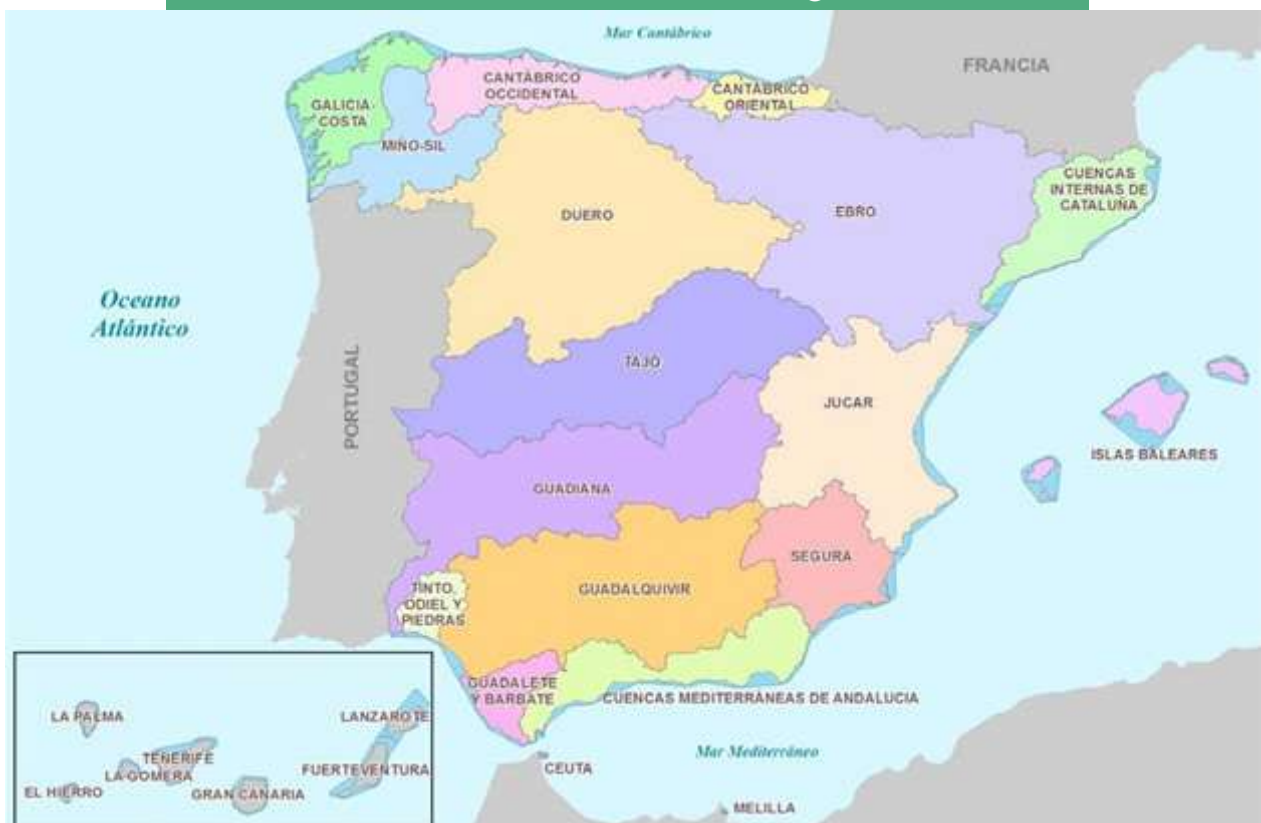 Mar Cantábrico
FRANCIA
CANTÁBRICO
OCCIDENTAL
CANTÁBRICO
ORIENTAL
GALICIA
COSTA
MIÑO-SIL
CUENCAS
INTERNAS DE
CATALUÑA
DUERO
EBRO
Oceano
Atlántico
PORTUGAL
TAJO
JUCAR
ISLAS BALEARES
GUADIANA
SEGURA
TINTO,
ODIEL Y
PIEDRAS
GUADALQUIVIR
GUADALETE
Y BARBATE
CUENCAS MEDITERRÁNEAS DE ANDALUCIA
LA PALMA
LANZAROTE
TENERIFE
LA GOMERA
FUERTEVENTURA
EL HIERRO
GRAN CANARIA
Mar Mediterráneo
CEUTA
MELILLA